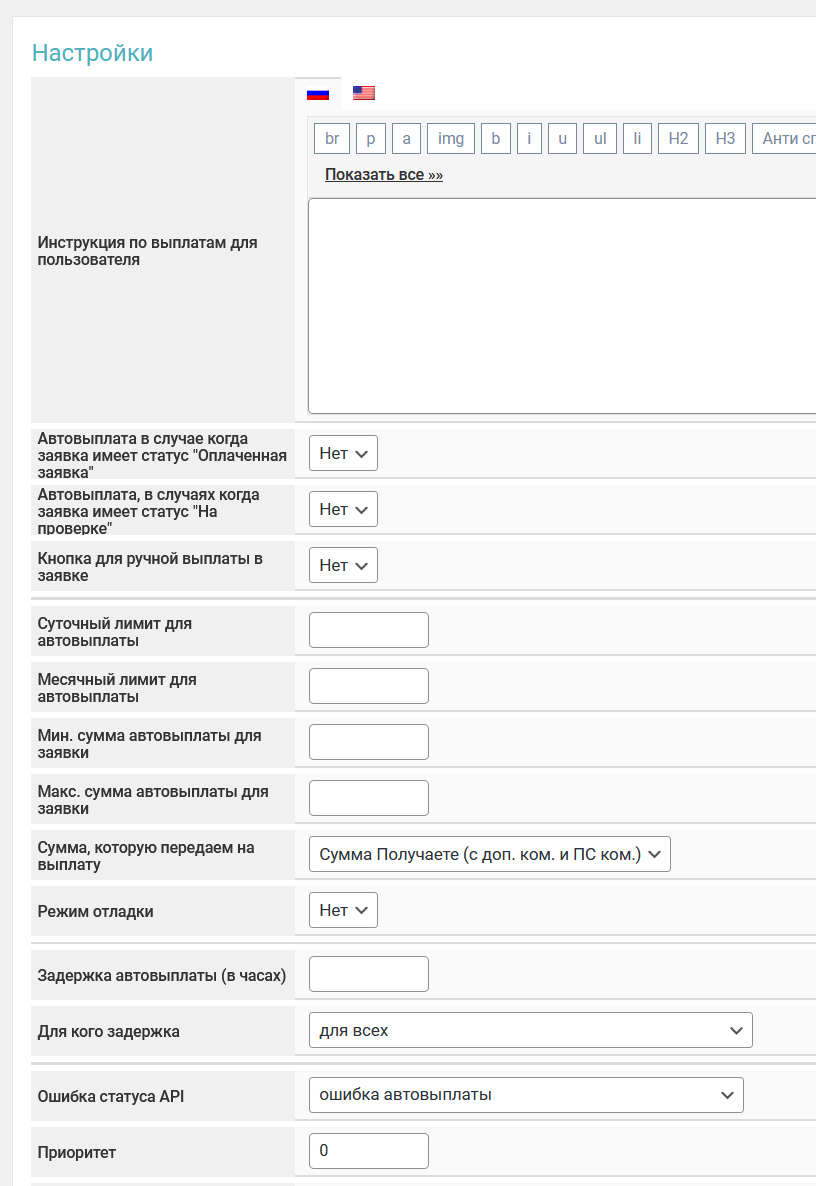 Настройки
br p a img b i u ul li H2 H3 Анти
Показать все »»
Инструкция по выплатам для
пользователя
Автовыплата в случае когда
заявка имеет статус "Оплаченная
заявка"
Нет
Автовыплата, в случаях когда
заявка имеет статус "На
проверке"
Нет
Кнопка для ручной выплаты в
заявке
Нет
Суточный лимит для
автовыплаты
Месячный лимит для
автовыплаты
Мин. сумма автовыплаты для
заявки
Макс. сумма автовыплаты для
заявки
Сумма, которую передаем на
выплату
Сумма Получаете (с доп. ком. и ПС ком.)
Режим отладки
Нет
Задержка автовыплаты (в часах)
Для кого задержка
для всех
Ошибка статуса API
ошибка автовыплаты
Приоритет
0